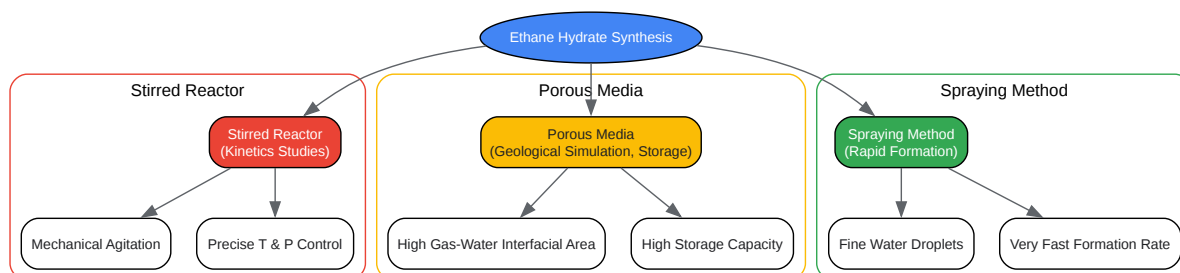 Ethane Hydrate Synthesis
Stirred Reactor
Porous Media
Spraying Method
Stirred Reactor
(Kinetics Studies)
Porous Media
(Geological Simulation, Storage)
Spraying Method
(Rapid Formation)
Mechanical Agitation
Precise T & P Control
High Gas-Water Interfacial Area
High Storage Capacity
Fine Water Droplets
Very Fast Formation Rate